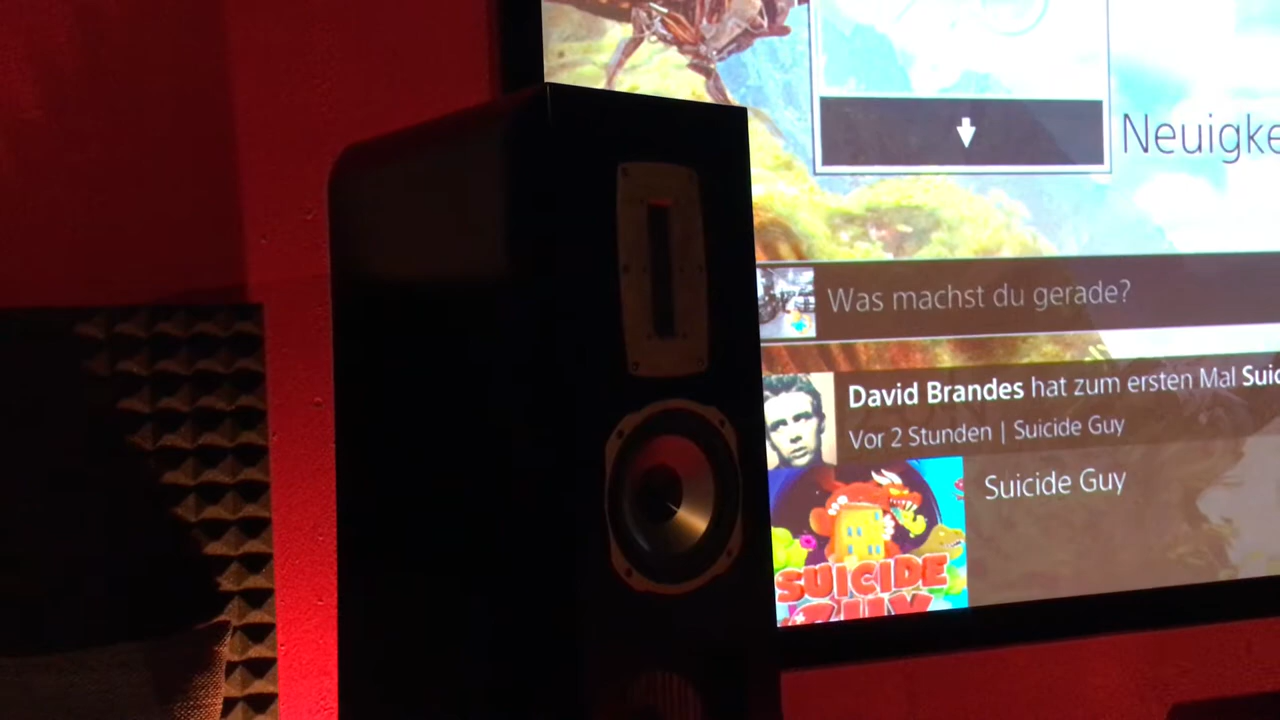 Neuigke
Was machst du gerade?
David Brandes hat zum ersten Mal Suic
Vor 2 Stunden | Suicide Guy
Suicide Guy
SUICIDE
GUY